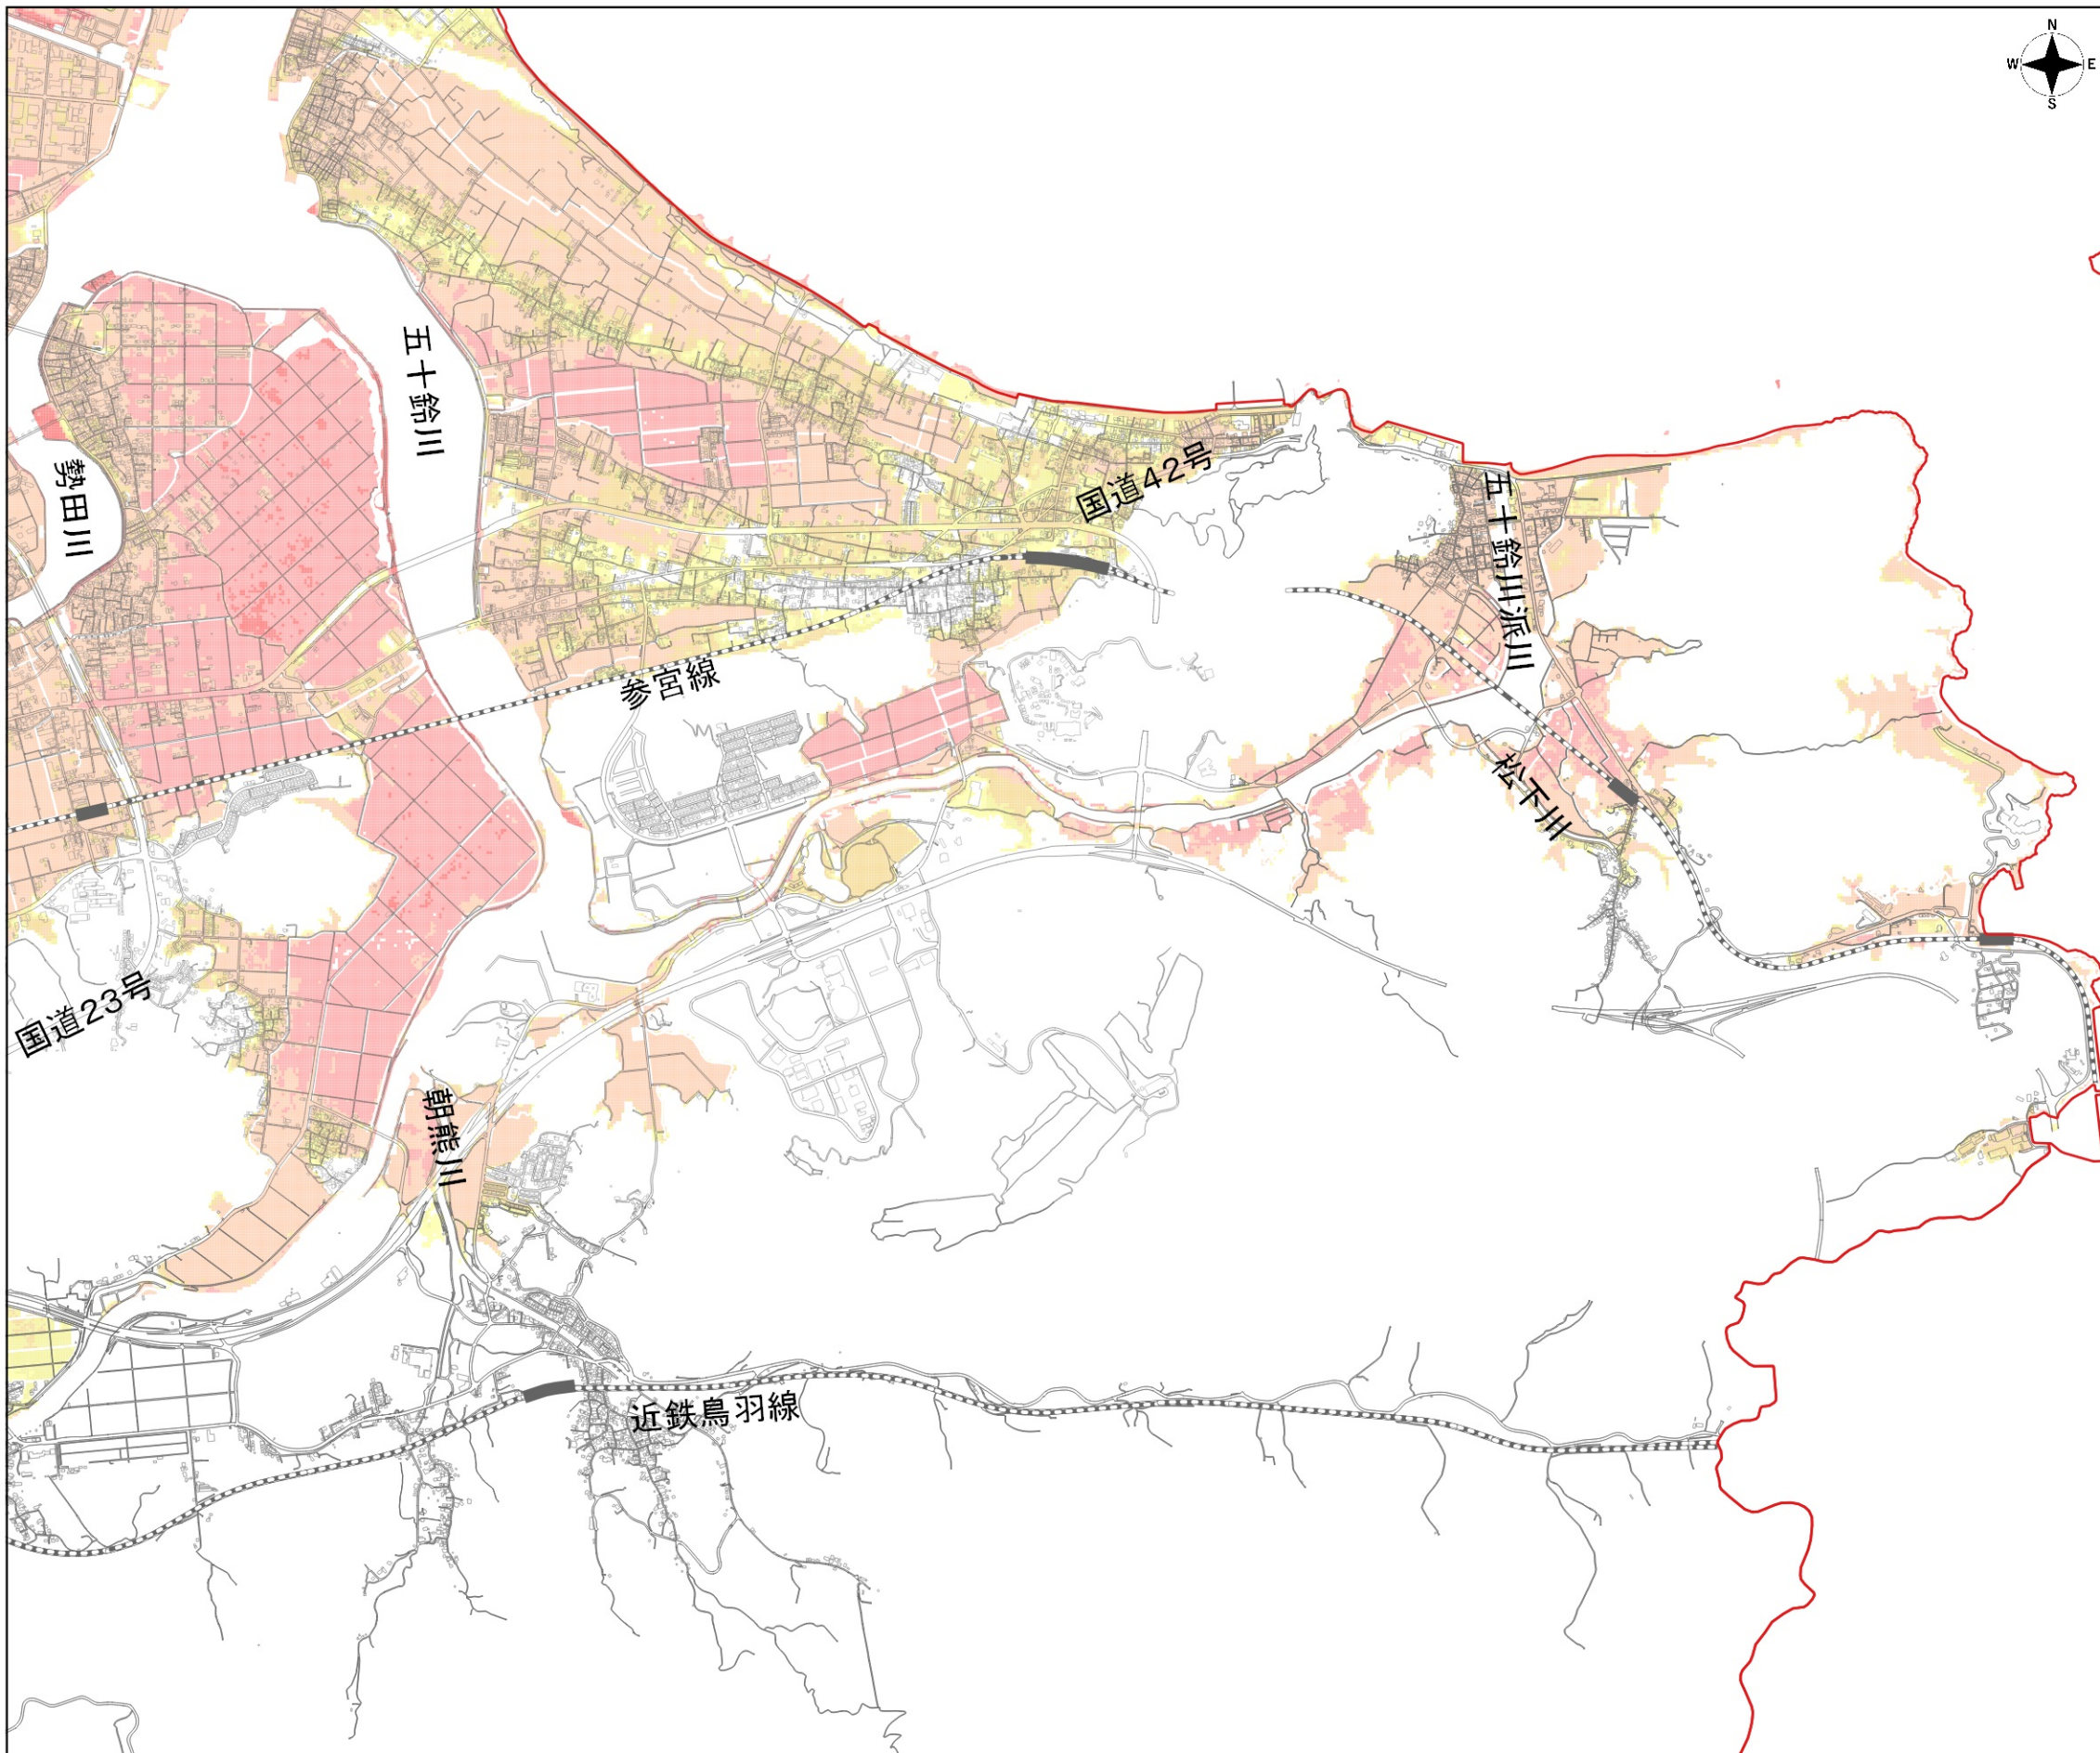 N
W E
S
五十鈴川
勢田川
国道42号
五十鈴川派川
参宮線
松下川
国道23号
朝熊川
近鉄鳥羽線